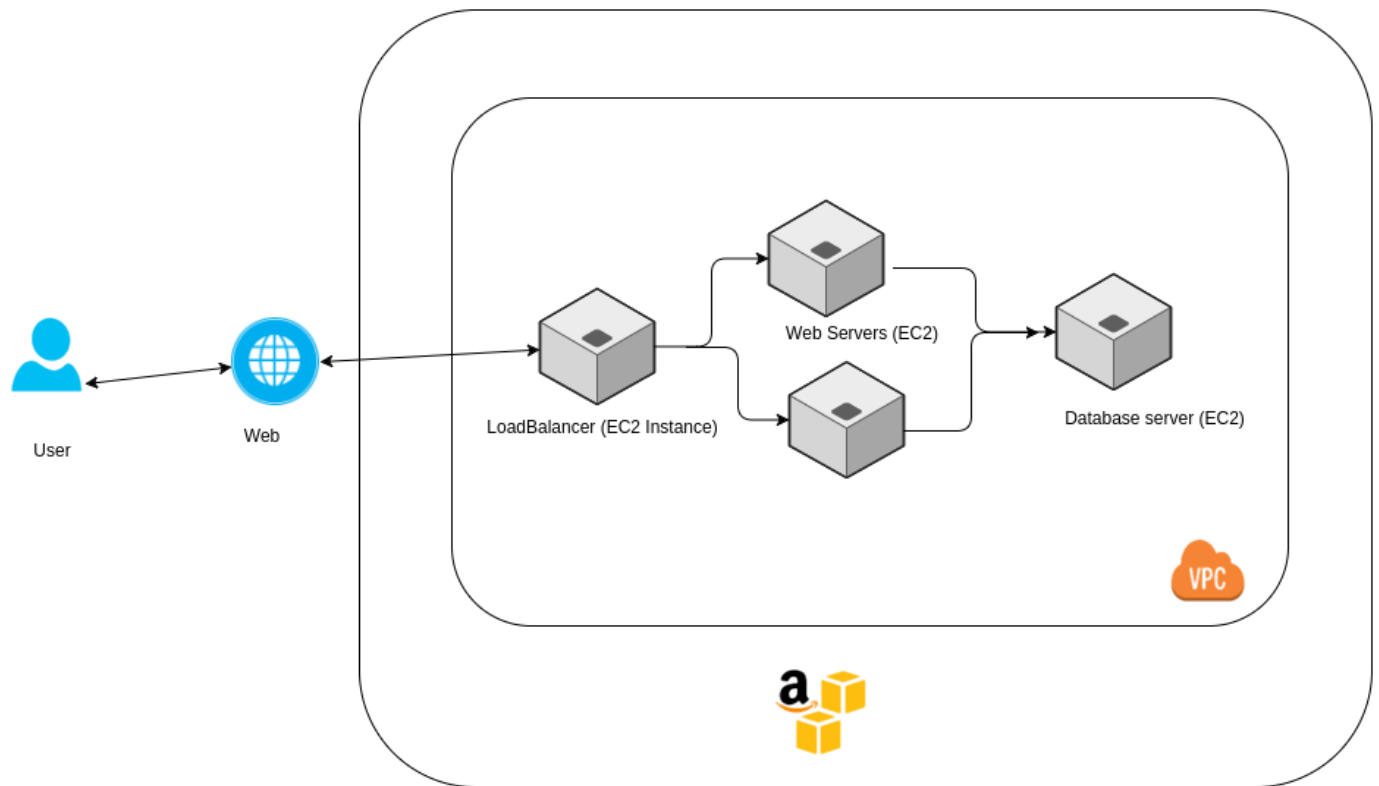 User
Web
LoadBalancer (EC2 Instance)
Web Servers (EC2)
Database server (EC2)
VPC
a